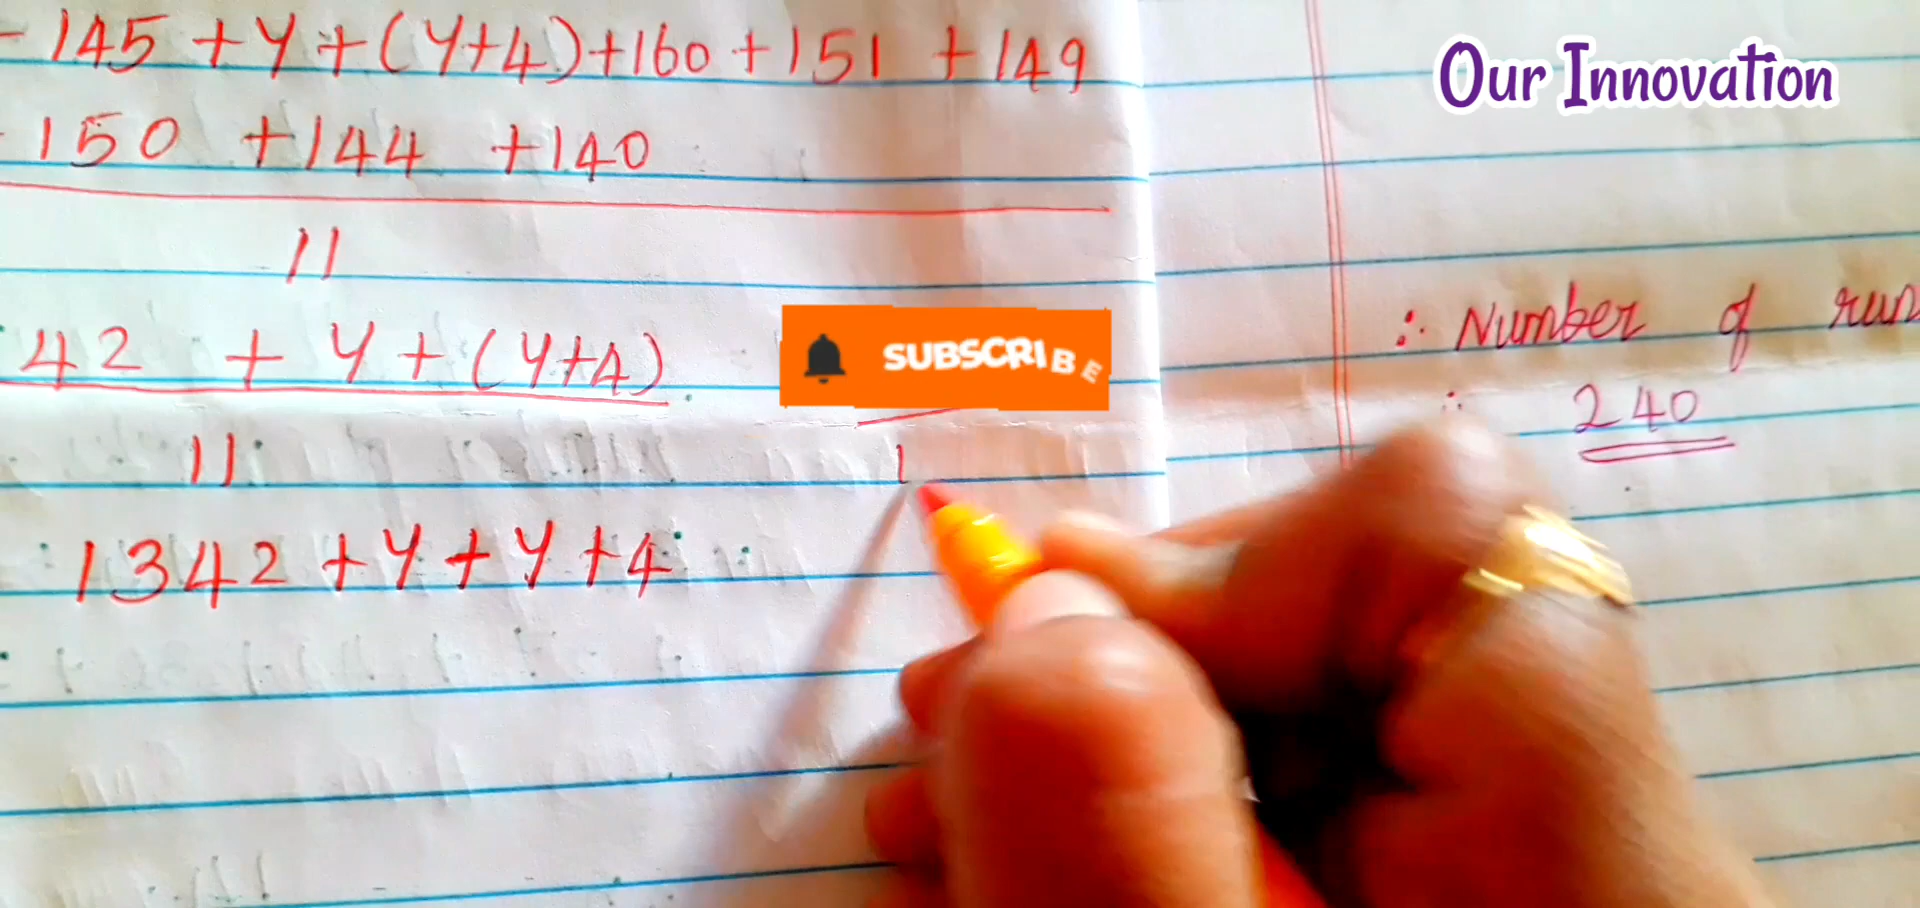 -145 +y+(y+4)+160+151 +149
150 +144 +140
11
42 + y+(y+4)
11
1342 +y+y+4
1
Our Innovation
∴ Number of run
240
SUBSCRIBE